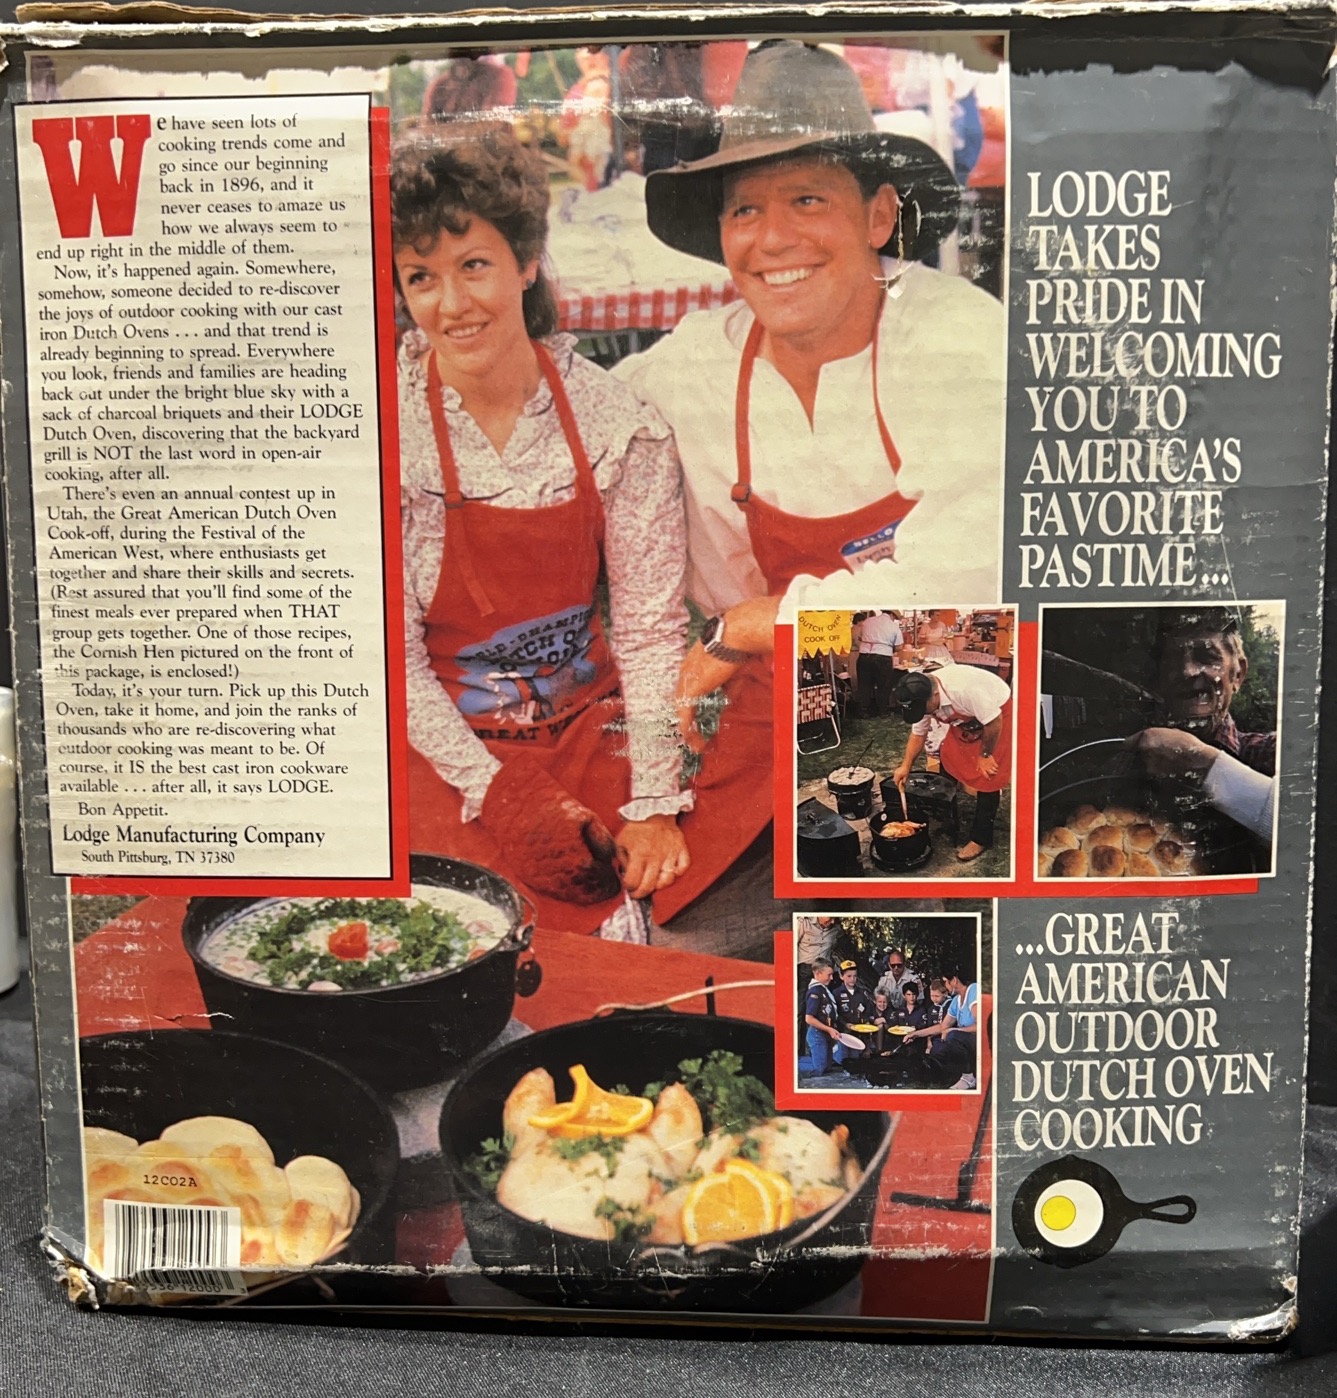 We have seen lots of
cooking trends come and
go since our beginning
back in 1896, and it
never ceases to amaze us
how we always seem to
end up right in the middle of them.
Now, it's happened again. Somewhere,
somehow, someone decided to re-discover
the joys of outdoor cooking with our cast
iron Dutch Ovens . . . and that trend is
already beginning to spread. Everywhere
you look, friends and families are heading
back out under the bright blue sky with a
sack of charcoal briquets and their LODGE
Dutch Oven, discovering that the backyard
grill is NOT the last word in open-air
cooking, after all.
There's even an annual contest up in
Utah, the Great American Dutch Oven
Cook-off, during the Festival of the
American West, where enthusiasts get
together and share their skills and secrets.
(Rest assured that you'll find some of the
finest meals ever prepared when THAT
group gets together. One of those recipes,
the Cornish Hen pictured on the front of
this package, is enclosed!)
Today, it's your turn. Pick up this Dutch
Oven, take it home, and join the ranks of
thousands who are re-discovering what
outdoor cooking was meant to be. Of
course, it IS the best cast iron cookware
available . . . after all, it says LODGE.
Bon Appetit.
Lodge Manufacturing Company
South Pittsburg, TN 37380
LODGE
TAKES
PRIDE IN
WELCOMING
YOU TO
AMERICA'S
FAVORITE
PASTIME...
HELLO
DUTCH OVEN
COOK OFF
...GREAT
AMERICAN
OUTDOOR
DUTCH OVEN
COOKING
12CO2A